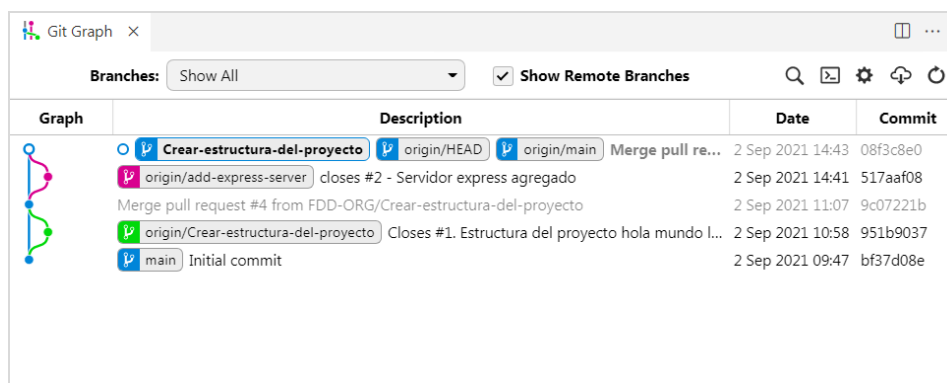 Git Graph
Branches: Show All Show Remote Branches
Graph Description Date Commit
Crear-estructura-del-proyecto origin/HEAD origin/main Merge pull re... 2 Sep 2021 14:43 08f3c8e0
origin/add-express-server closes #2 - Servidor express agregado 2 Sep 2021 14:41 517aaf08
Merge pull request #4 from FDD-ORG/Crear-estructura-del-proyecto 2 Sep 2021 11:07 9c07221b
origin/Crear-estructura-del-proyecto Closes #1. Estructura del proyecto hola mundo l... 2 Sep 2021 10:58 951b9037
main Initial commit 2 Sep 2021 09:47 bf37d08e